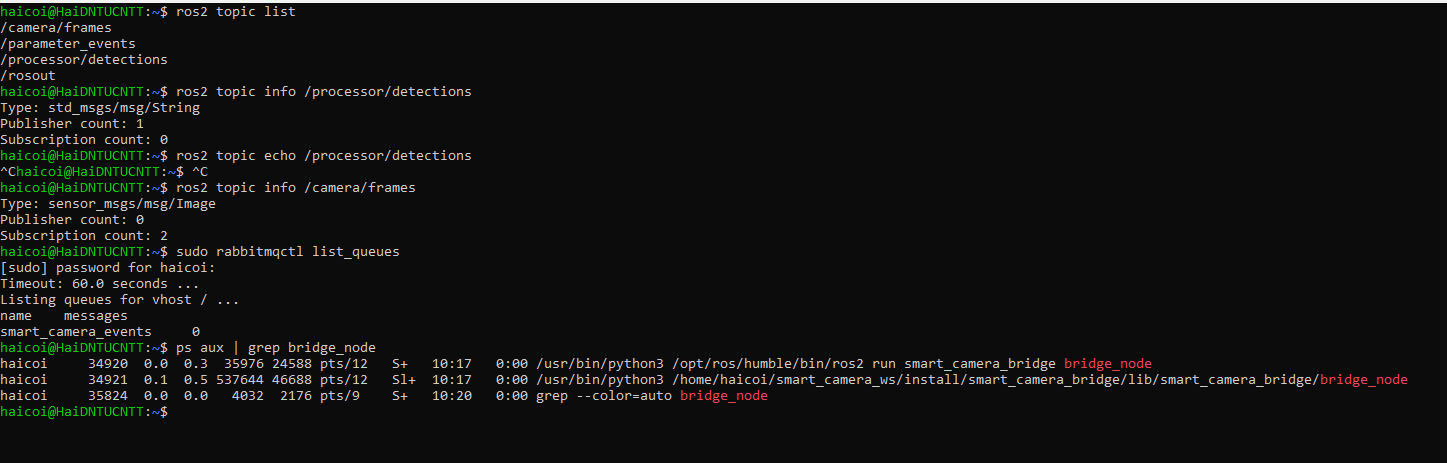 haicoi@HaiDNTUCNTT:~$ ros2 topic list
/camera/frames
/parameter_events
/processor/detections
/rosout
haicoi@HaiDNTUCNTT:~$ ros2 topic info /processor/detections
Type: std_msgs/msg/String
Publisher count: 1
Subscription count: 0
haicoi@HaiDNTUCNTT:~$ ros2 topic echo /processor/detections
^Chaicoi@HaiDNTUCNTT:~$ ^C
haicoi@HaiDNTUCNTT:~$ ros2 topic info /camera/frames
Type: sensor_msgs/msg/Image
Publisher count: 0
Subscription count: 2
haicoi@HaiDNTUCNTT:~$ sudo rabbitmqctl list_queues
[sudo] password for haicoi:
Timeout: 60.0 seconds ...
Listing queues for vhost / ...
name    messages
smart_camera_events     0
haicoi@HaiDNTUCNTT:~$ ps aux | grep bridge_node
haicoi     34920  0.0  0.3  35976 24588 pts/12   S+   10:17   0:00 /usr/bin/python3 /opt/ros/humble/bin/ros2 run smart_camera_bridge bridge_node
haicoi     34921  0.1  0.5 537644 46688 pts/12   Sl+  10:17   0:00 /usr/bin/python3 /home/haicoi/smart_camera_ws/install/smart_camera_bridge/lib/smart_camera_bridge/bridge_node
haicoi     35824  0.0  0.0   4032  2176 pts/9    S+   10:20   0:00 grep --color=auto bridge_node
haicoi@HaiDNTUCNTT:~$